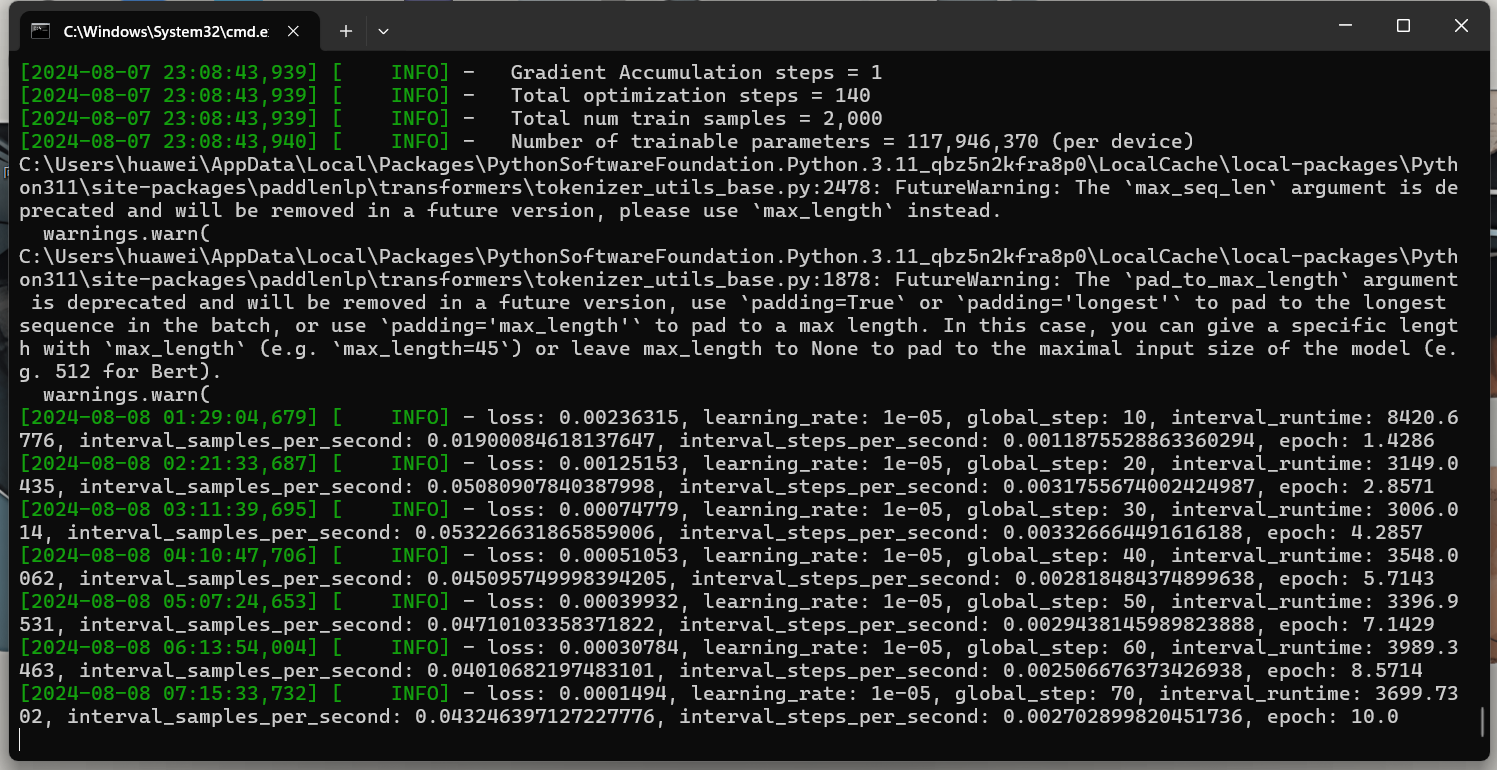 C:\Windows\System32\cmd.e
[2024-08-07 23:08:43,939] [    INFO] -   Gradient Accumulation steps = 1
[2024-08-07 23:08:43,939] [    INFO] -   Total optimization steps = 140
[2024-08-07 23:08:43,939] [    INFO] -   Total num train samples = 2,000
[2024-08-07 23:08:43,940] [    INFO] -   Number of trainable parameters = 117,946,370 (per device)
C:\Users\huawei\AppData\Local\Packages\PythonSoftwareFoundation.Python.3.11_qbz5n2kfra8p0\LocalCache\local-packages\Pyth
on311\site-packages\paddlenlp\transformers\tokenizer_utils_base.py:2478: FutureWarning: The `max_seq_len` argument is de
precated and will be removed in a future version, please use `max_length` instead.
  warnings.warn(
C:\Users\huawei\AppData\Local\Packages\PythonSoftwareFoundation.Python.3.11_qbz5n2kfra8p0\LocalCache\local-packages\Pyth
on311\site-packages\paddlenlp\transformers\tokenizer_utils_base.py:1878: FutureWarning: The `pad_to_max_length` argument
 is deprecated and will be removed in a future version, use `padding=True` or `padding='longest'` to pad to the longest
sequence in the batch, or use `padding='max_length'` to pad to a max length. In this case, you can give a specific lengt
h with `max_length` (e.g. `max_length=45`) or leave max_length to None to pad to the maximal input size of the model (e.
g. 512 for Bert).
  warnings.warn(
[2024-08-08 01:29:04,679] [    INFO] - loss: 0.00236315, learning_rate: 1e-05, global_step: 10, interval_runtime: 8420.6
776, interval_samples_per_second: 0.01900084618137647, interval_steps_per_second: 0.0011875528863360294, epoch: 1.4286
[2024-08-08 02:21:33,687] [    INFO] - loss: 0.00125153, learning_rate: 1e-05, global_step: 20, interval_runtime: 3149.0
435, interval_samples_per_second: 0.05080907840387998, interval_steps_per_second: 0.0031755674002424987, epoch: 2.8571
[2024-08-08 03:11:39,695] [    INFO] - loss: 0.00074779, learning_rate: 1e-05, global_step: 30, interval_runtime: 3006.0
14, interval_samples_per_second: 0.053226631865859006, interval_steps_per_second: 0.003326664491616188, epoch: 4.2857
[2024-08-08 04:10:47,706] [    INFO] - loss: 0.00051053, learning_rate: 1e-05, global_step: 40, interval_runtime: 3548.0
062, interval_samples_per_second: 0.045095749998394205, interval_steps_per_second: 0.002818484374899638, epoch: 5.7143
[2024-08-08 05:07:24,653] [    INFO] - loss: 0.00039932, learning_rate: 1e-05, global_step: 50, interval_runtime: 3396.9
531, interval_samples_per_second: 0.04710103358371822, interval_steps_per_second: 0.0029438145989823888, epoch: 7.1429
[2024-08-08 06:13:54,004] [    INFO] - loss: 0.00030784, learning_rate: 1e-05, global_step: 60, interval_runtime: 3989.3
463, interval_samples_per_second: 0.04010682197483101, interval_steps_per_second: 0.002506676373426938, epoch: 8.5714
[2024-08-08 07:15:33,732] [    INFO] - loss: 0.0001494, learning_rate: 1e-05, global_step: 70, interval_runtime: 3699.73
02, interval_samples_per_second: 0.043246397127227776, interval_steps_per_second: 0.002702899820451736, epoch: 10.0